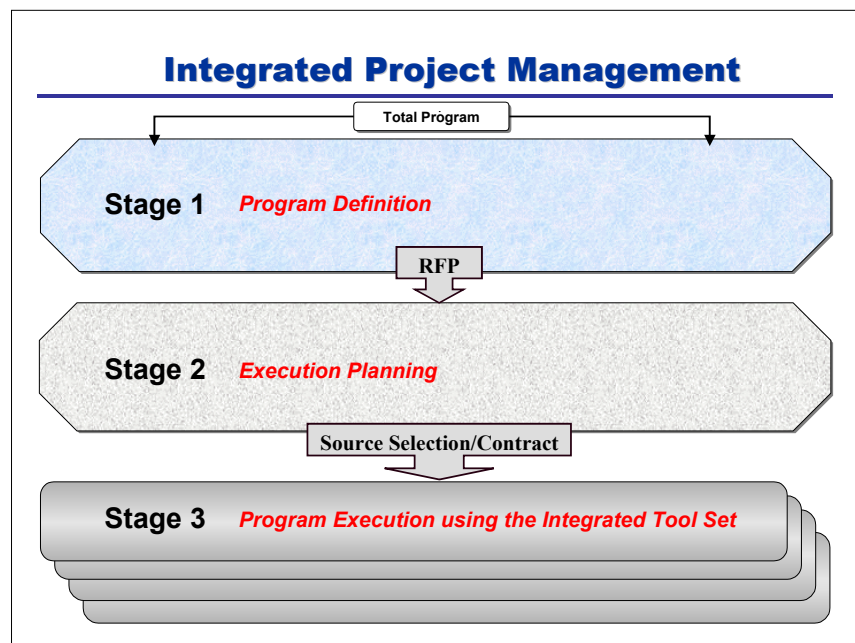 Integrated Project Management
Total Program
Stage 1 Program Definition
RFP
Stage 2 Execution Planning
Source Selection/Contract
Stage 3 Program Execution using the Integrated Tool Set